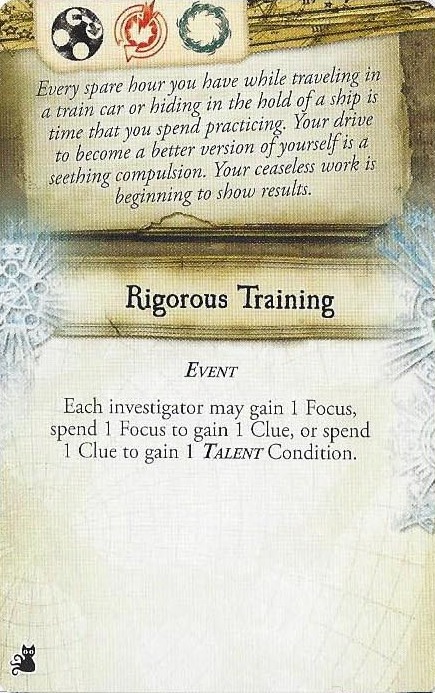 Every spare hour you have while traveling in
a train car or hiding in the hold of a ship is
time that you spend practicing. Your drive
to become a better version of yourself is a
seething compulsion. Your ceaseless work is
beginning to show results.
Rigorous Training
Event
Each investigator may gain 1 Focus,
spend 1 Focus to gain 1 Clue, or spend
1 Clue to gain 1 Talent Condition.